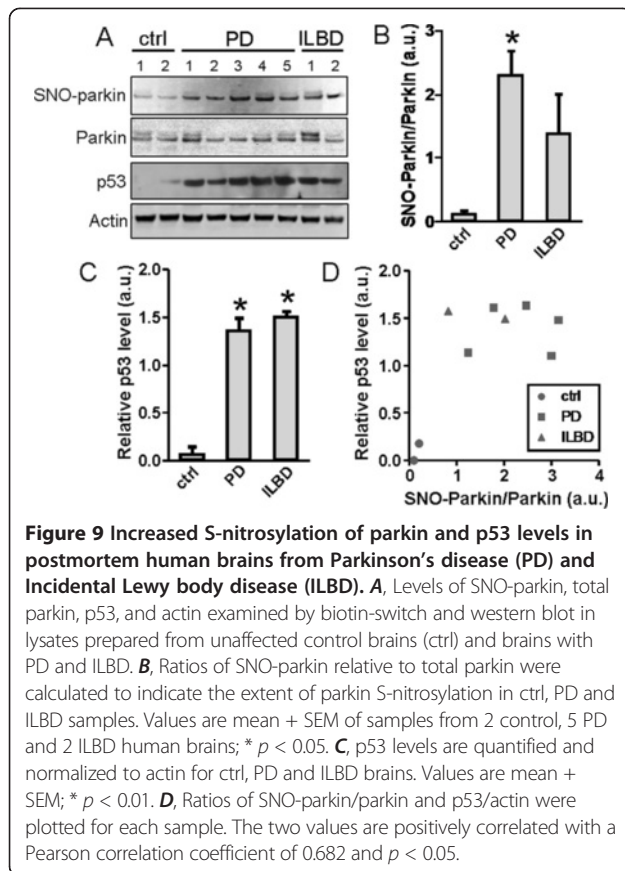 A
ctrl PD ILBD
1 2 1 2 3 4 5 1 2
SNO-parkin
Parkin
p53
Actin
B
SNO-Parkin/Parkin (a.u.)
3
2
1
0
*
ctrl
PD
ILBD
C
Relative p53 level (a.u.)
2.0
1.5
1.0
0.5
0.0
* *
ctrl
PD
ILBD
D
Relative p53 level (a.u.)
2.0
1.5
1.0
0.5
0.0
ctrl
PD
ILBD
0 1 2 3 4
SNO-Parkin/Parkin (a.u.)
Figure 9 Increased S-nitrosylation of parkin and p53 levels in
postmortem human brains from Parkinson's disease (PD) and
Incidental Lewy body disease (ILBD). A, Levels of SNO-parkin, total
parkin, p53, and actin examined by biotin-switch and western blot in
lysates prepared from unaffected control brains (ctrl) and brains with
PD and ILBD. B, Ratios of SNO-parkin relative to total parkin were
calculated to indicate the extent of parkin S-nitrosylation in ctrl, PD and
ILBD samples. Values are mean + SEM of samples from 2 control, 5 PD
and 2 ILBD human brains; * p < 0.05. C, p53 levels are quantified and
normalized to actin for ctrl, PD and ILBD brains. Values are mean +
SEM; * p < 0.01. D, Ratios of SNO-parkin/parkin and p53/actin were
plotted for each sample. The two values are positively correlated with a
Pearson correlation coefficient of 0.682 and p < 0.05.